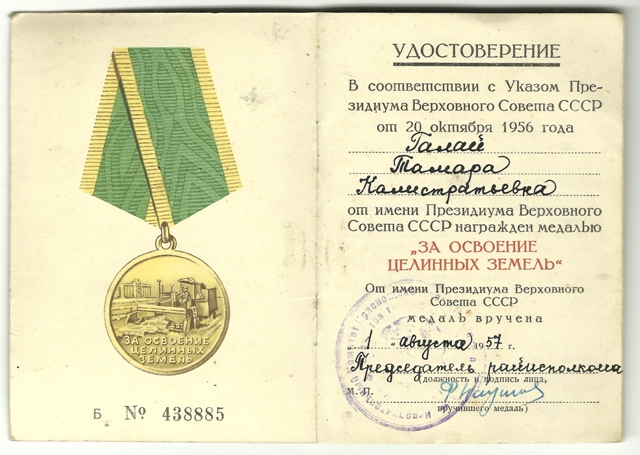 ЗА ОСВОЕНИЕ
ЦЕЛИННЫХ
ЗЕМЕЛЬ
Б № 438885
УДОСТОВЕРЕНИЕ
В соответствии с Указом Пре-
зидиума Верховного Совета СССР
от 20 октября 1956 года
Галай
Тамара
Калистратьевна
от имени Президиума Верховного
Совета СССР награжден медалью
„ЗА ОСВОЕНИЕ
ЦЕЛИННЫХ ЗЕМЕЛЬ“
От имени Президиума Верховного
Совета СССР
медаль вручена
„1 августа 1957 г.
Председатель райисполкома
(должность и подпись лица,
М. П.
вручившего медаль)